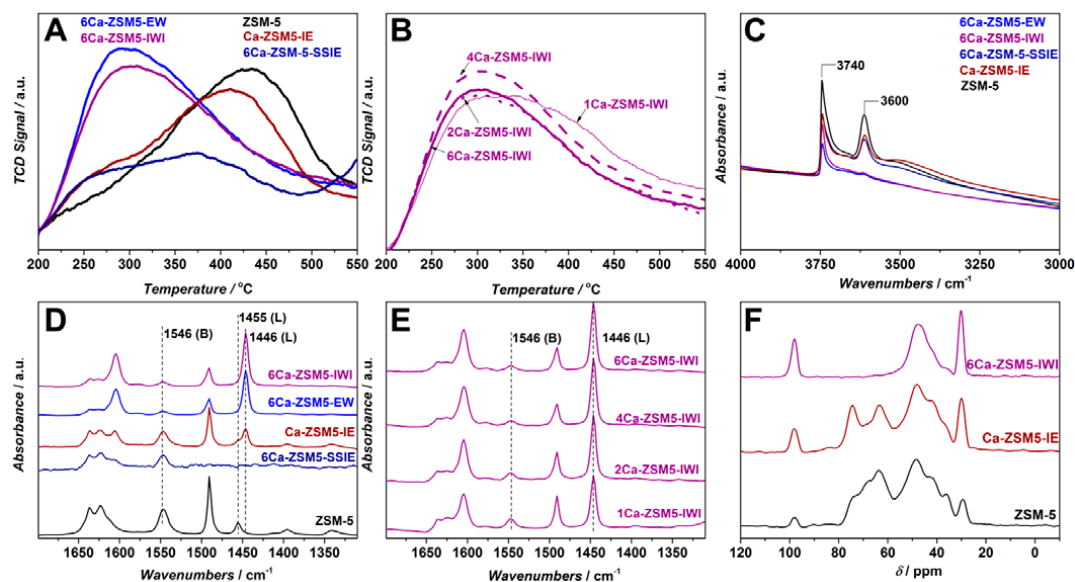 A
6Ca-ZSM5-EW
6Ca-ZSM5-IWI
ZSM-5
Ca-ZSM5-IE
6Ca-ZSM-5-SSIE
TCD Signal / a.u.
200 250 300 350 400 450 500 550
Temperature / °C
B
4Ca-ZSM5-IWI
1Ca-ZSM5-IWI
2Ca-ZSM5-IWI
6Ca-ZSM5-IWI
TCD Signal / a.u.
200 250 300 350 400 450 500 550
Temperature / °C
C
6Ca-ZSM5-EW
6Ca-ZSM5-IWI
6Ca-ZSM-5-SSIE
Ca-ZSM5-IE
ZSM-5
3740
3600
Absorbance / a.u.
4000 3750 3500 3250 3000
Wavenumbers / cm⁻¹
D
1455 (L)
1546 (B)
1446 (L)
6Ca-ZSM5-IWI
6Ca-ZSM5-EW
Ca-ZSM5-IE
6Ca-ZSM5-SSIE
ZSM-5
Absorbance / a.u.
1650 1600 1550 1500 1450 1400 1350
Wavenumbers / cm⁻¹
E
1546 (B)
1446 (L)
6Ca-ZSM5-IWI
4Ca-ZSM5-IWI
2Ca-ZSM5-IWI
1Ca-ZSM5-IWI
Absorbance / a.u.
1650 1600 1550 1500 1450 1400 1350
Wavenumbers / cm⁻¹
F
6Ca-ZSM5-IWI
Ca-ZSM5-IE
ZSM-5
120 100 80 60 40 20 0
δ / ppm